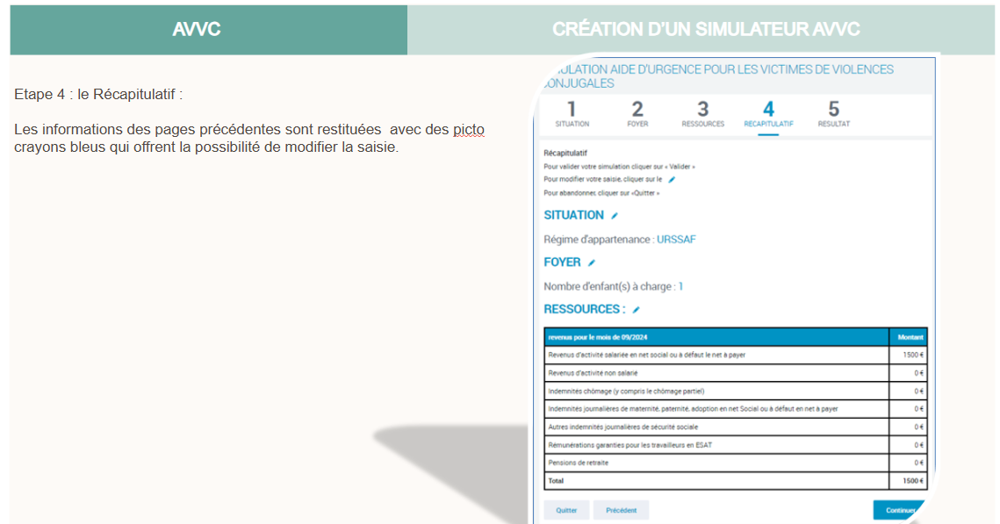 AVVC
CRÉATION D'UN SIMULATEUR AVVC
Etape 4 : le Récapitulatif :
Les informations des pages précédentes sont restituées avec des picto
crayons bleus qui offrent la possibilité de modifier la saisie.
AIDE D'URGENCE POUR LES VICTIMES DE VIOLENCES
1
SITUATION
2
FOYER
3
RESSOURCES
4
RECAPITULATIF
5
RESULTAT
Récapitulatif
Pour valider votre simulation cliquer sur « Valider »
Pour modifier votre saisie, cliquer sur le
Pour abandonner, cliquer sur «Quitter »
SITUATION
Régime d'appartenance : URSSAF
FOYER
Nombre d'enfant(s) à charge : 1
RESSOURCES :
revenus pour le mois de 09/2024 Montant
Revenus d'activité salariée en net social ou à défaut le net à payer 1500 €
Revenus d'activité non salarié 0 €
Indemnités chômage (y compris le chômage partiel) 0 €
Indemnités journalières de maternité, paternité, adoption en net Social ou à défaut en net à payer 0 €
Autres indemnités journalières de sécurité sociale 0 €
Rémunérations garanties pour les travailleurs en ESAT 0 €
Pensions de retraite 0 €
Total 1500 €
Quitter
Précédent
Continuer